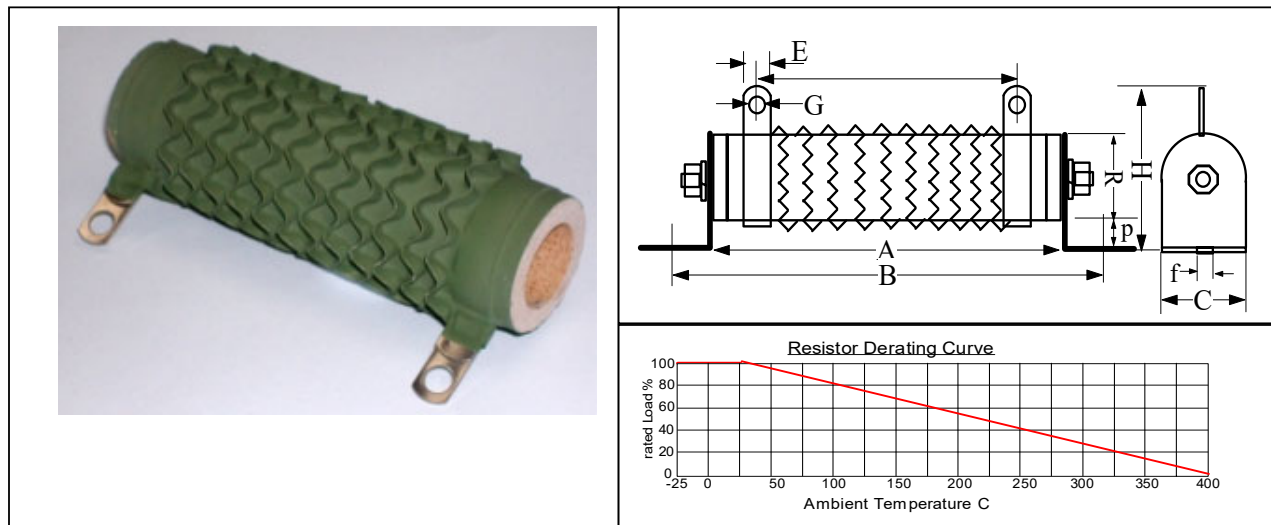 E
G
H
R
p
A
B
f
C
Resistor Derating Curve
rated Load%
100
80
60
40
20
0
-25 0 50 100 150 200 250 300 350 400
Ambient Temperature C